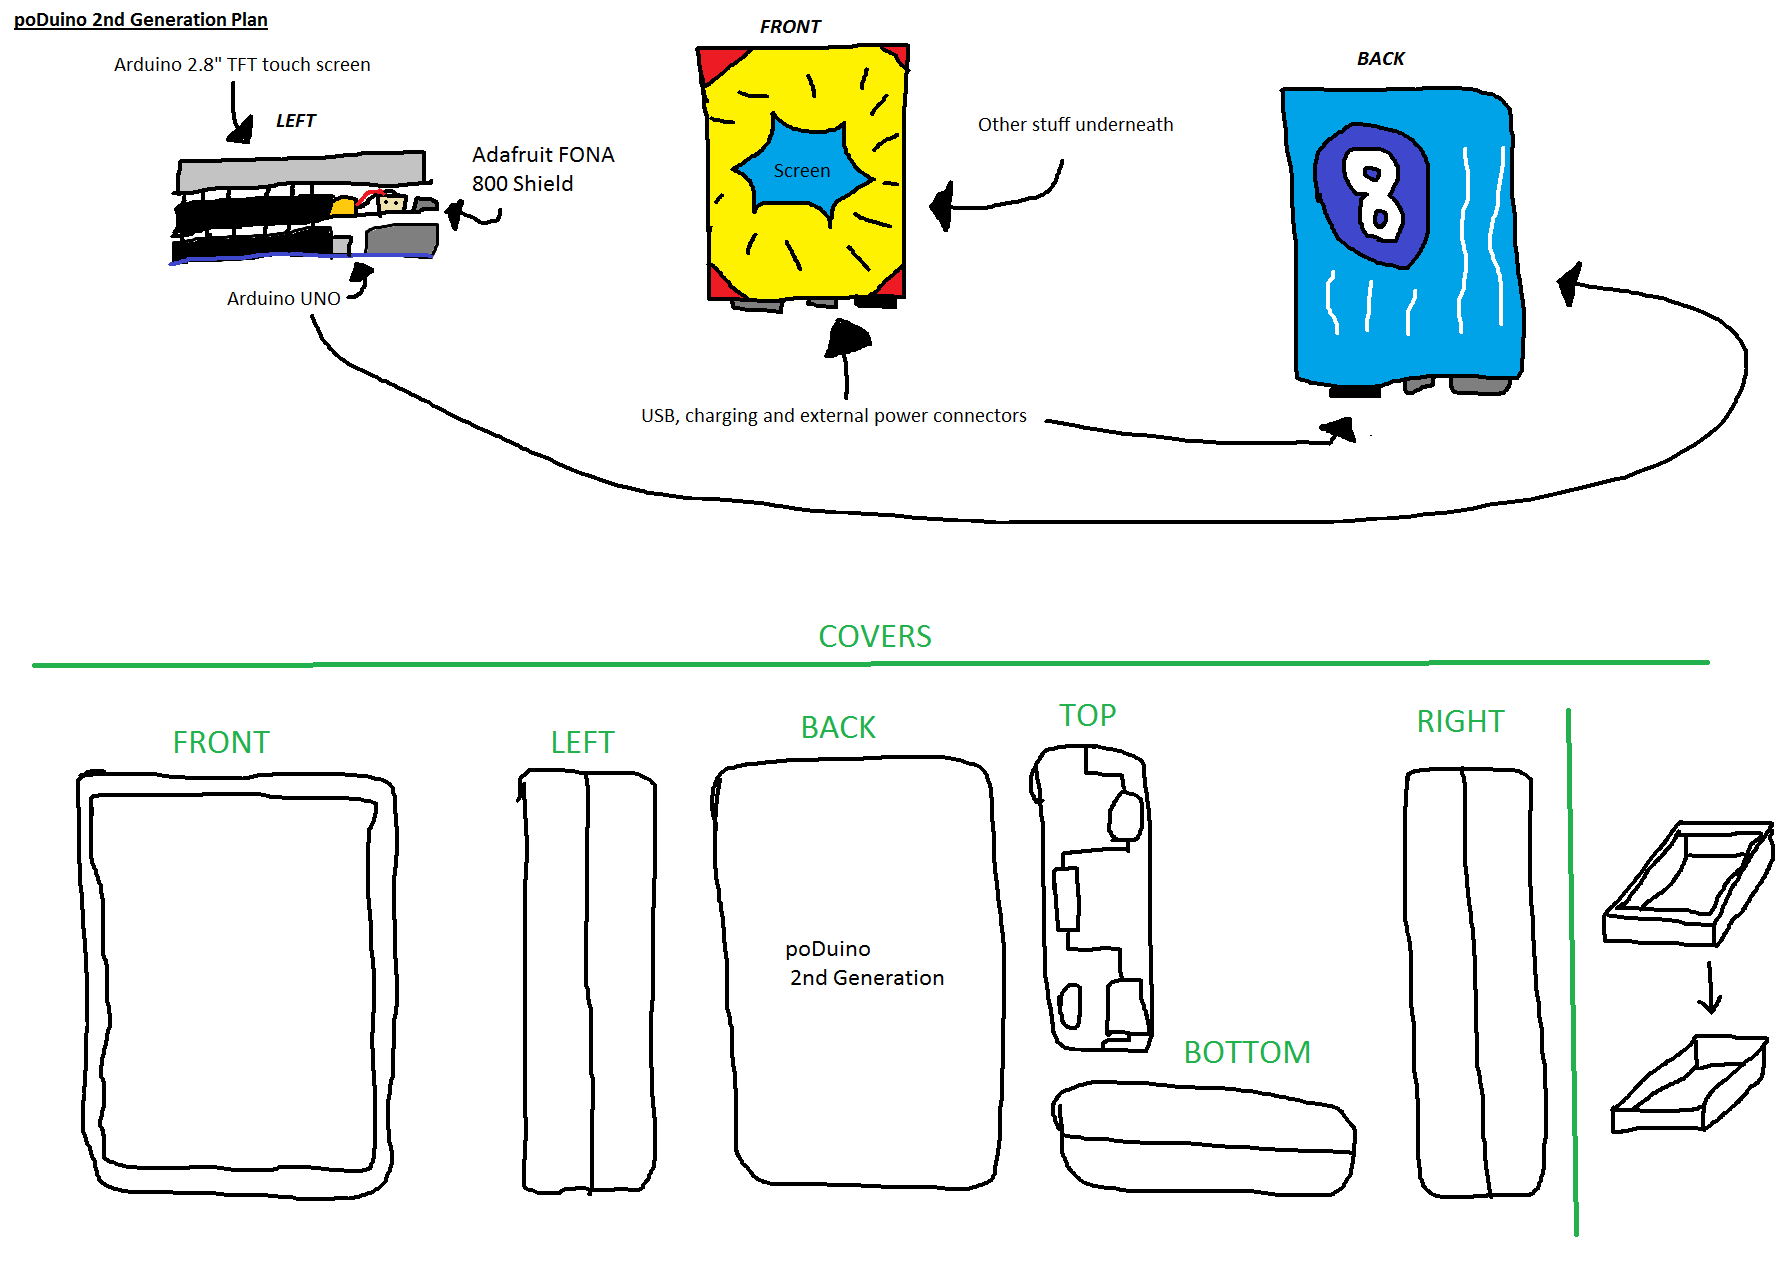 poDuino 2nd Generation Plan
FRONT
Arduino 2.8" TFT touch screen
BACK
LEFT
Other stuff underneath
Adafruit FONA
800 Shield
Screen
8
Arduino UNO
USB, charging and external power connectors
COVERS
FRONT
LEFT
BACK
TOP
RIGHT
poDuino
2nd Generation
BOTTOM